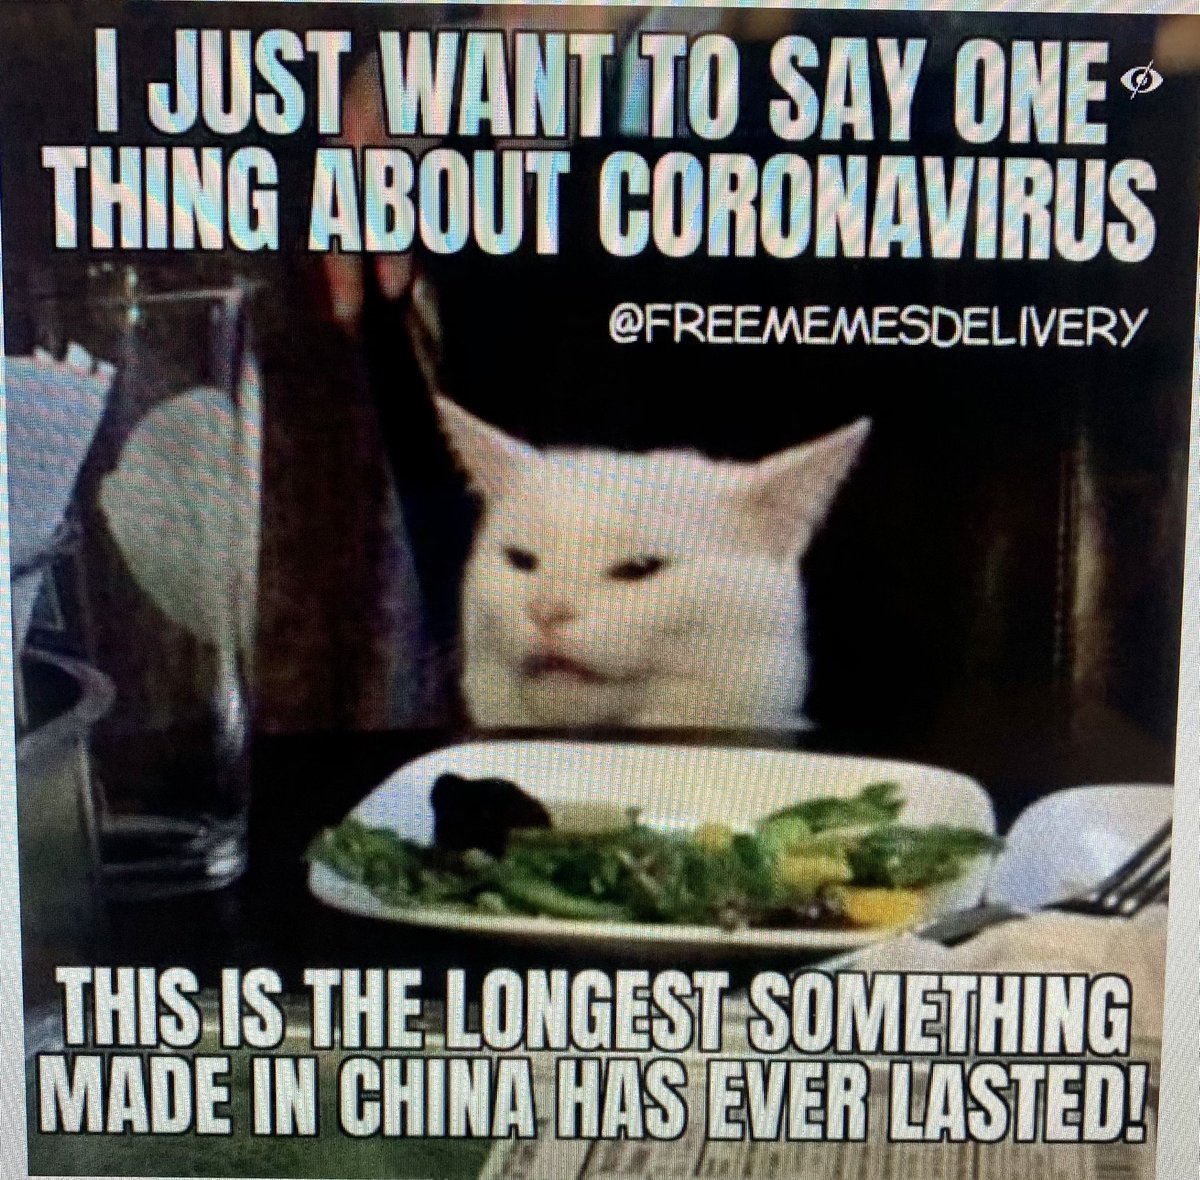 I JUST WANT TO SAY ONE
THING ABOUT CORONAVIRUS
@FREEMEMESDELIVERY
THIS IS THE LONGEST SOMETHING
MADE IN CHINA HAS EVER LASTED!